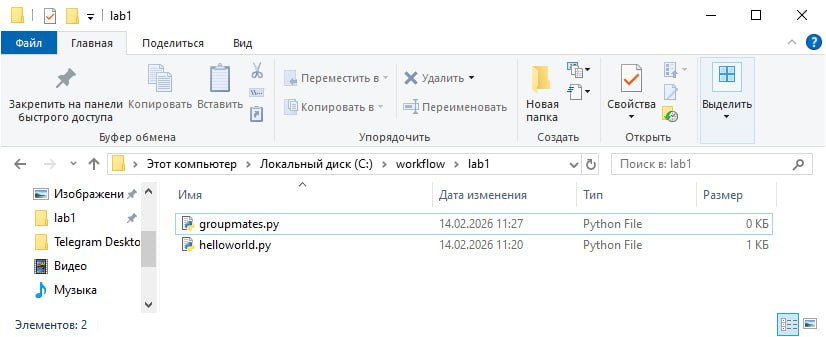 lab1
Файл Главная Поделиться Вид
Закрепить на панели быстрого доступа
Копировать
Вставить
Буфер обмена
Переместить в
Копировать в
Удалить
Переименовать
Упорядочить
Новая папка
Создать
Свойства
Открыть
Выделить
Этот компьютер > Локальный диск (C:) > workflow > lab1
Поиск в: lab1
Изображени
lab1
Telegram Deskto
Видео
Музыка
Имя Дата изменения Тип Размер
groupmates.py 14.02.2026 11:27 Python File 0 КБ
helloworld.py 14.02.2026 11:20 Python File 1 КБ
Элементов: 2